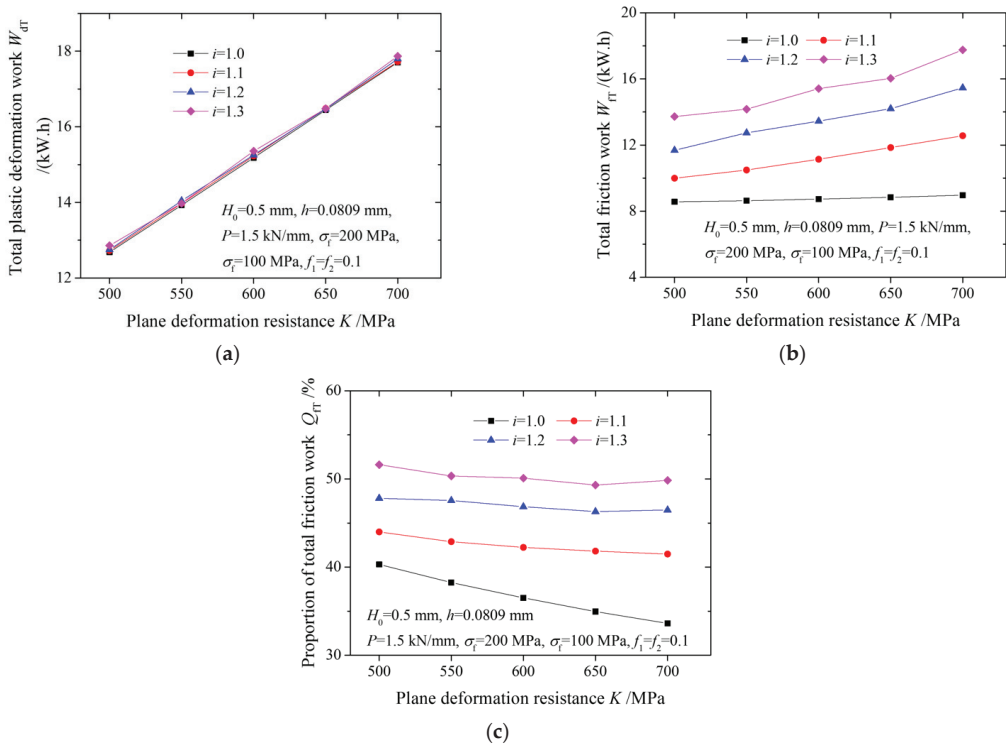 (a)
Total plastic deformation work W_dT
/(kW.h)
18
16
14
12
i=1.0
i=1.1
i=1.2
i=1.3
H_0=0.5 mm, h=0.0809 mm,
P=1.5 kN/mm, σ_f=200 MPa,
σ_f=100 MPa, f_1=f_2=0.1
500 550 600 650 700
Plane deformation resistance K /MPa
(a)
Total friction work W_fT /(kW.h)
20
16
12
8
4
i=1.0 i=1.1
i=1.2 i=1.3
H_0=0.5 mm, h=0.0809 mm, P=1.5 kN/mm,
σ_f=200 MPa, σ_f=100 MPa, f_1=f_2=0.1
500 550 600 650 700
Plane deformation resistance K /MPa
(b)
Proportion of total friction work Q_fT /%
60
50
40
30
i=1.0 i=1.1
i=1.2 i=1.3
H_0=0.5 mm, h=0.0809 mm
P=1.5 kN/mm, σ_f=200 MPa, σ_f=100 MPa, f_1=f_2=0.1
500 550 600 650 700
Plane deformation resistance K /MPa
(c)